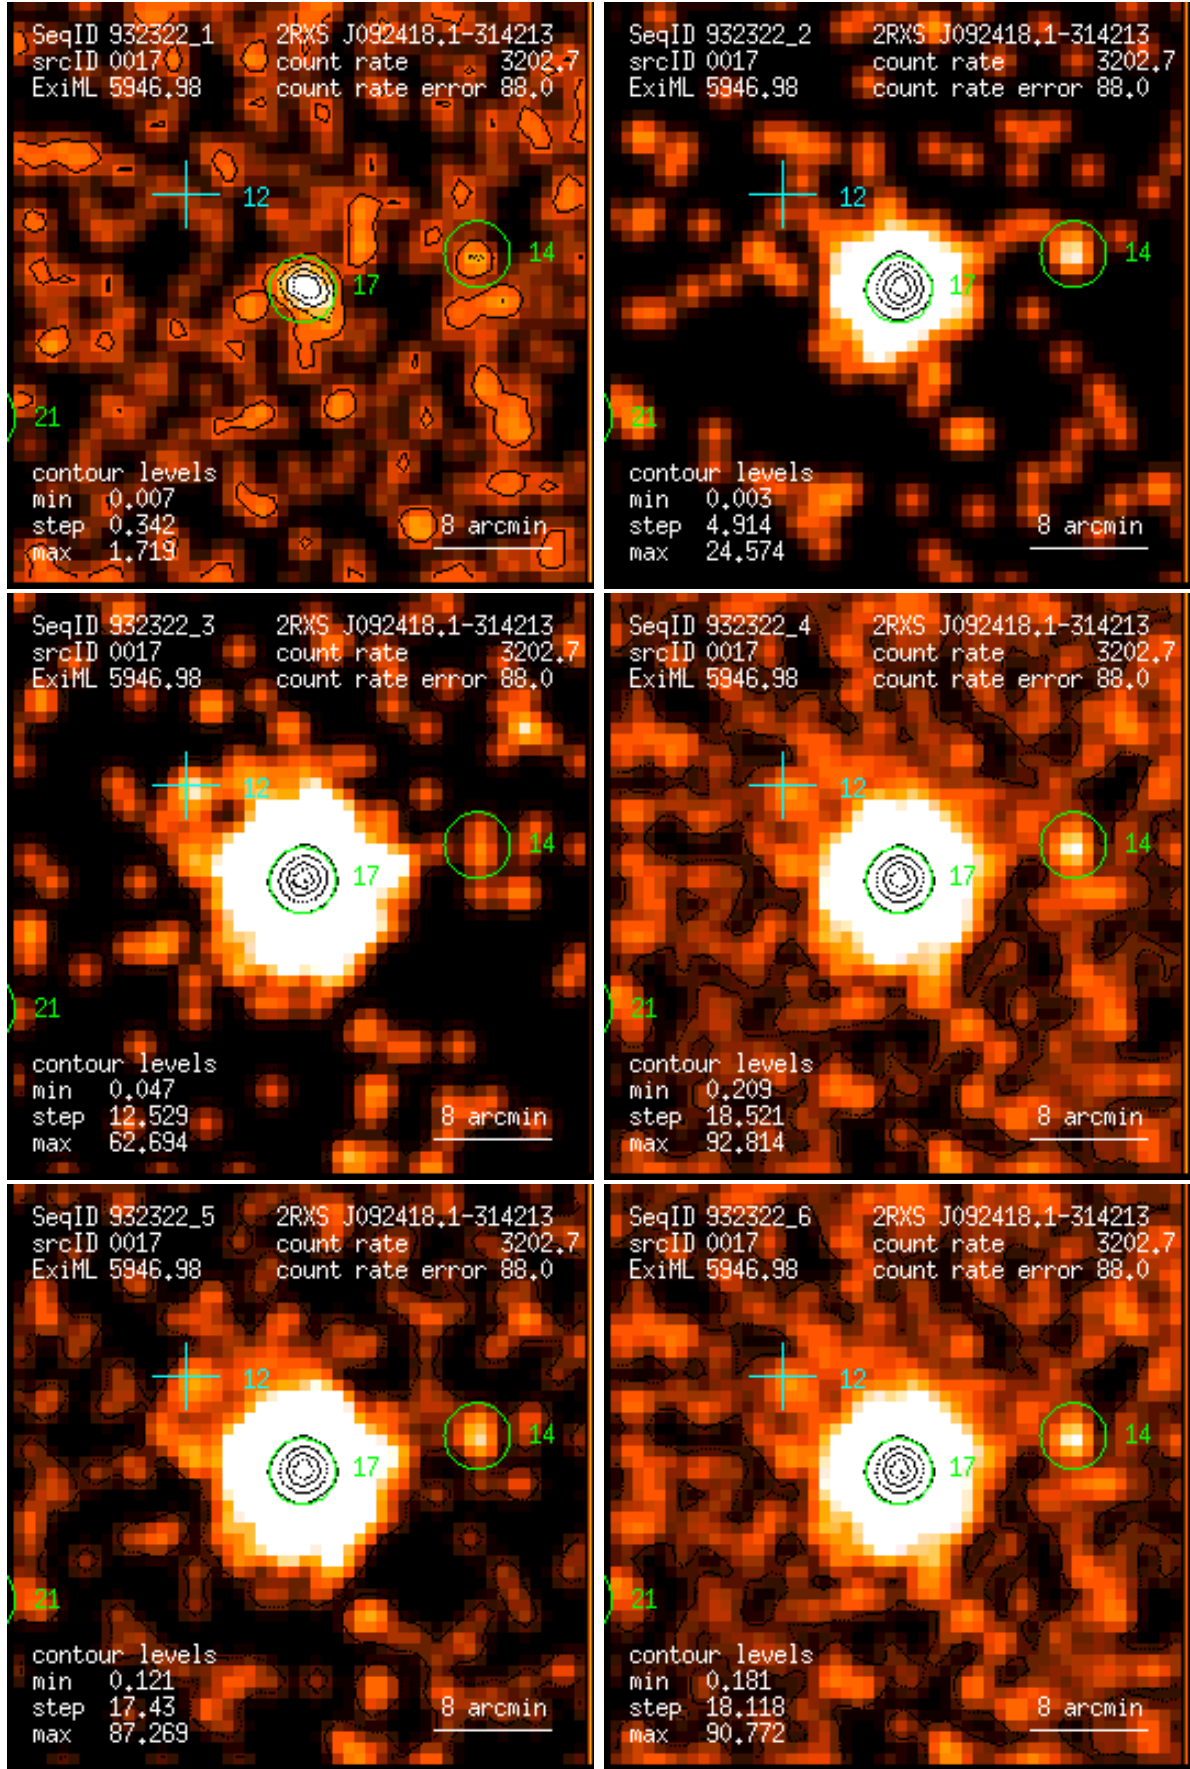 SeqID 932322_1 2RXS J092418.1-314213
srcID 0017 count rate 3202.7
ExiML 5946.98 count rate error 88.0
12
14
17
21
contour levels
min 0.007
step 0.342
max 1.719
8 arcmin
SeqID 932322_2 2RXS J092418.1-314213
srcID 0017 count rate 3202.7
ExiML 5946.98 count rate error 88.0
12
14
17
21
contour levels
min 0.003
step 4.914
max 24.574
8 arcmin
SeqID 932322_3 2RXS J092418.1-314213
srcID 0017 count rate 3202.7
ExiML 5946.98 count rate error 88.0
12
14
17
21
contour levels
min 0.047
step 12.529
max 62.694
8 arcmin
SeqID 932322_4 2RXS J092418.1-314213
srcID 0017 count rate 3202.7
ExiML 5946.98 count rate error 88.0
12
14
17
21
contour levels
min 0.209
step 18.521
max 92.814
8 arcmin
SeqID 932322_5 2RXS J092418.1-314213
srcID 0017 count rate 3202.7
ExiML 5946.98 count rate error 88.0
12
14
17
21
contour levels
min 0.121
step 17.43
max 87.269
8 arcmin
SeqID 932322_6 2RXS J092418.1-314213
srcID 0017 count rate 3202.7
ExiML 5946.98 count rate error 88.0
12
14
17
21
contour levels
min 0.181
step 18.118
max 90.772
8 arcmin